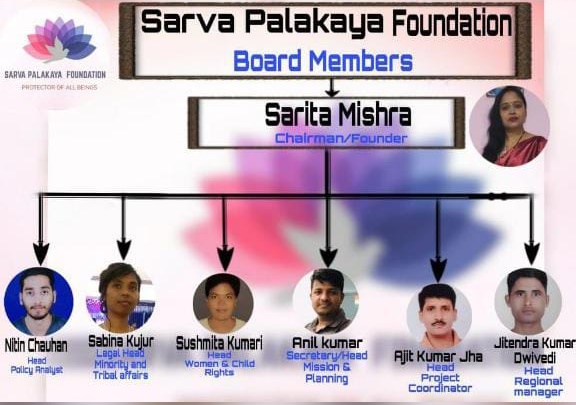 Sarva Palakaya Foundation
Board Members
SARVA PALAKAYA FOUNDATION
PROTECTOR OF ALL BEINGS
Sarita Mishra
Chairman/Founder
Nitin Chauhan
Head
Policy Analyst
Sabina Kujur
Lagal Head
Minority and
Tribal affairs
Sushmita Kumari
Head
Women & Child
Rights
Anil kumar
Secretary/Head
Mission &
Planning
Ajit Kumar Jha
Head
Project
Coordinator
Jitendra Kumar
Dwivedi
Head
Regional
manager